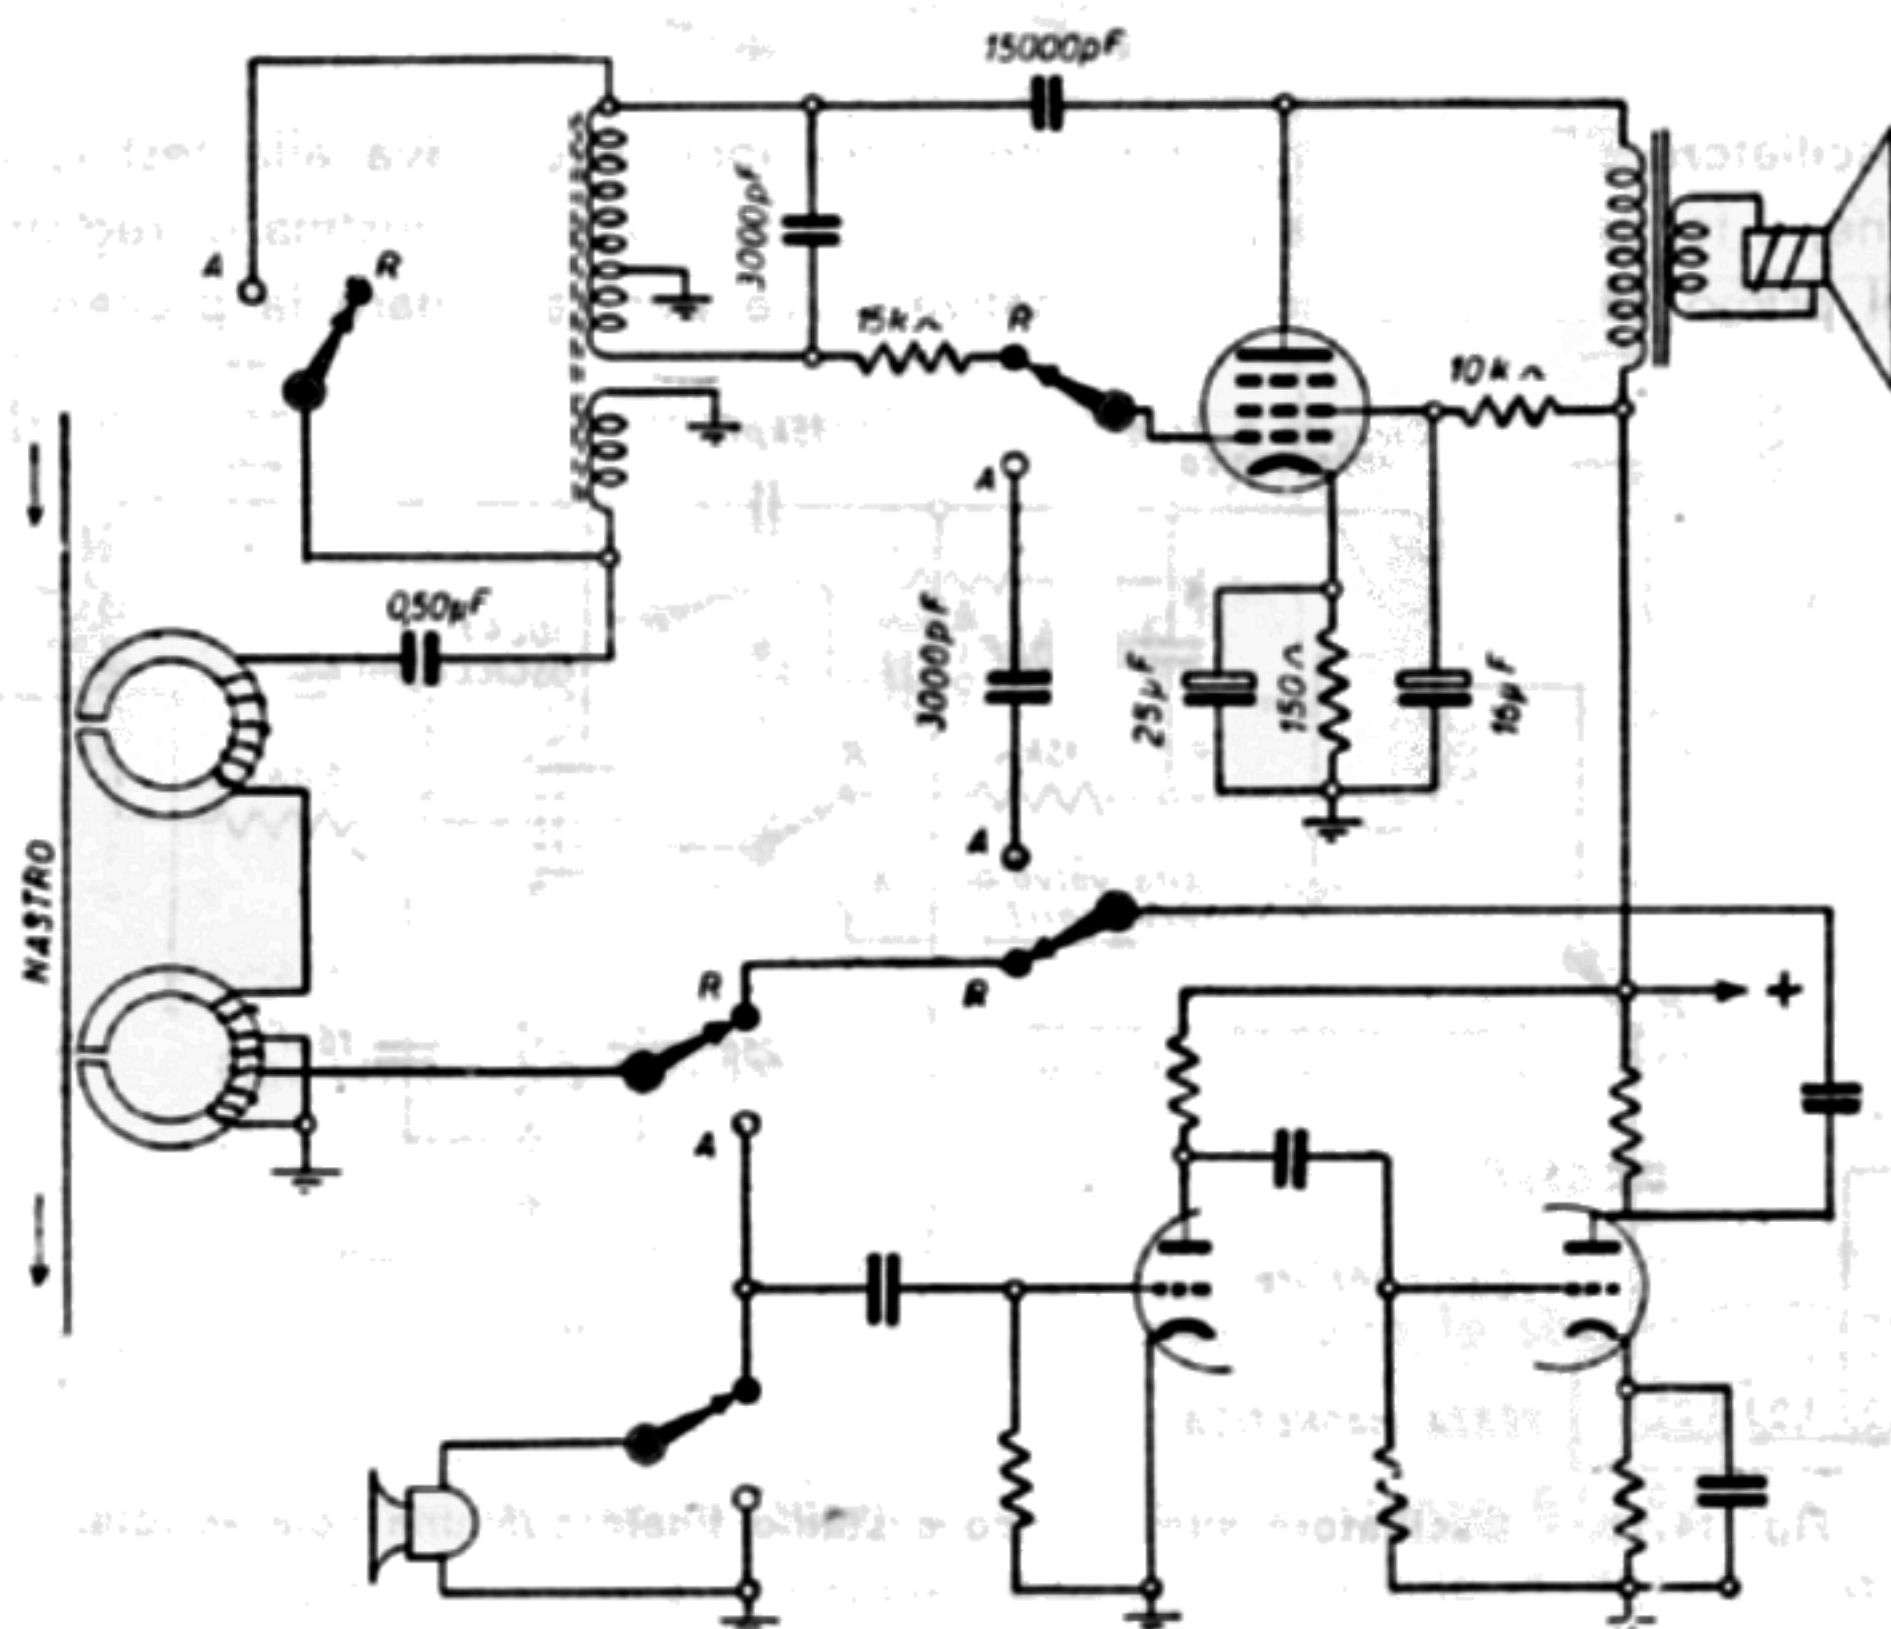 15000pF
A
R
3000pF
15kΩ
R
10kΩ
A
0,50µF
3000pF
25µF
150Ω
16µF
NASTRO
A
R
R
+
A